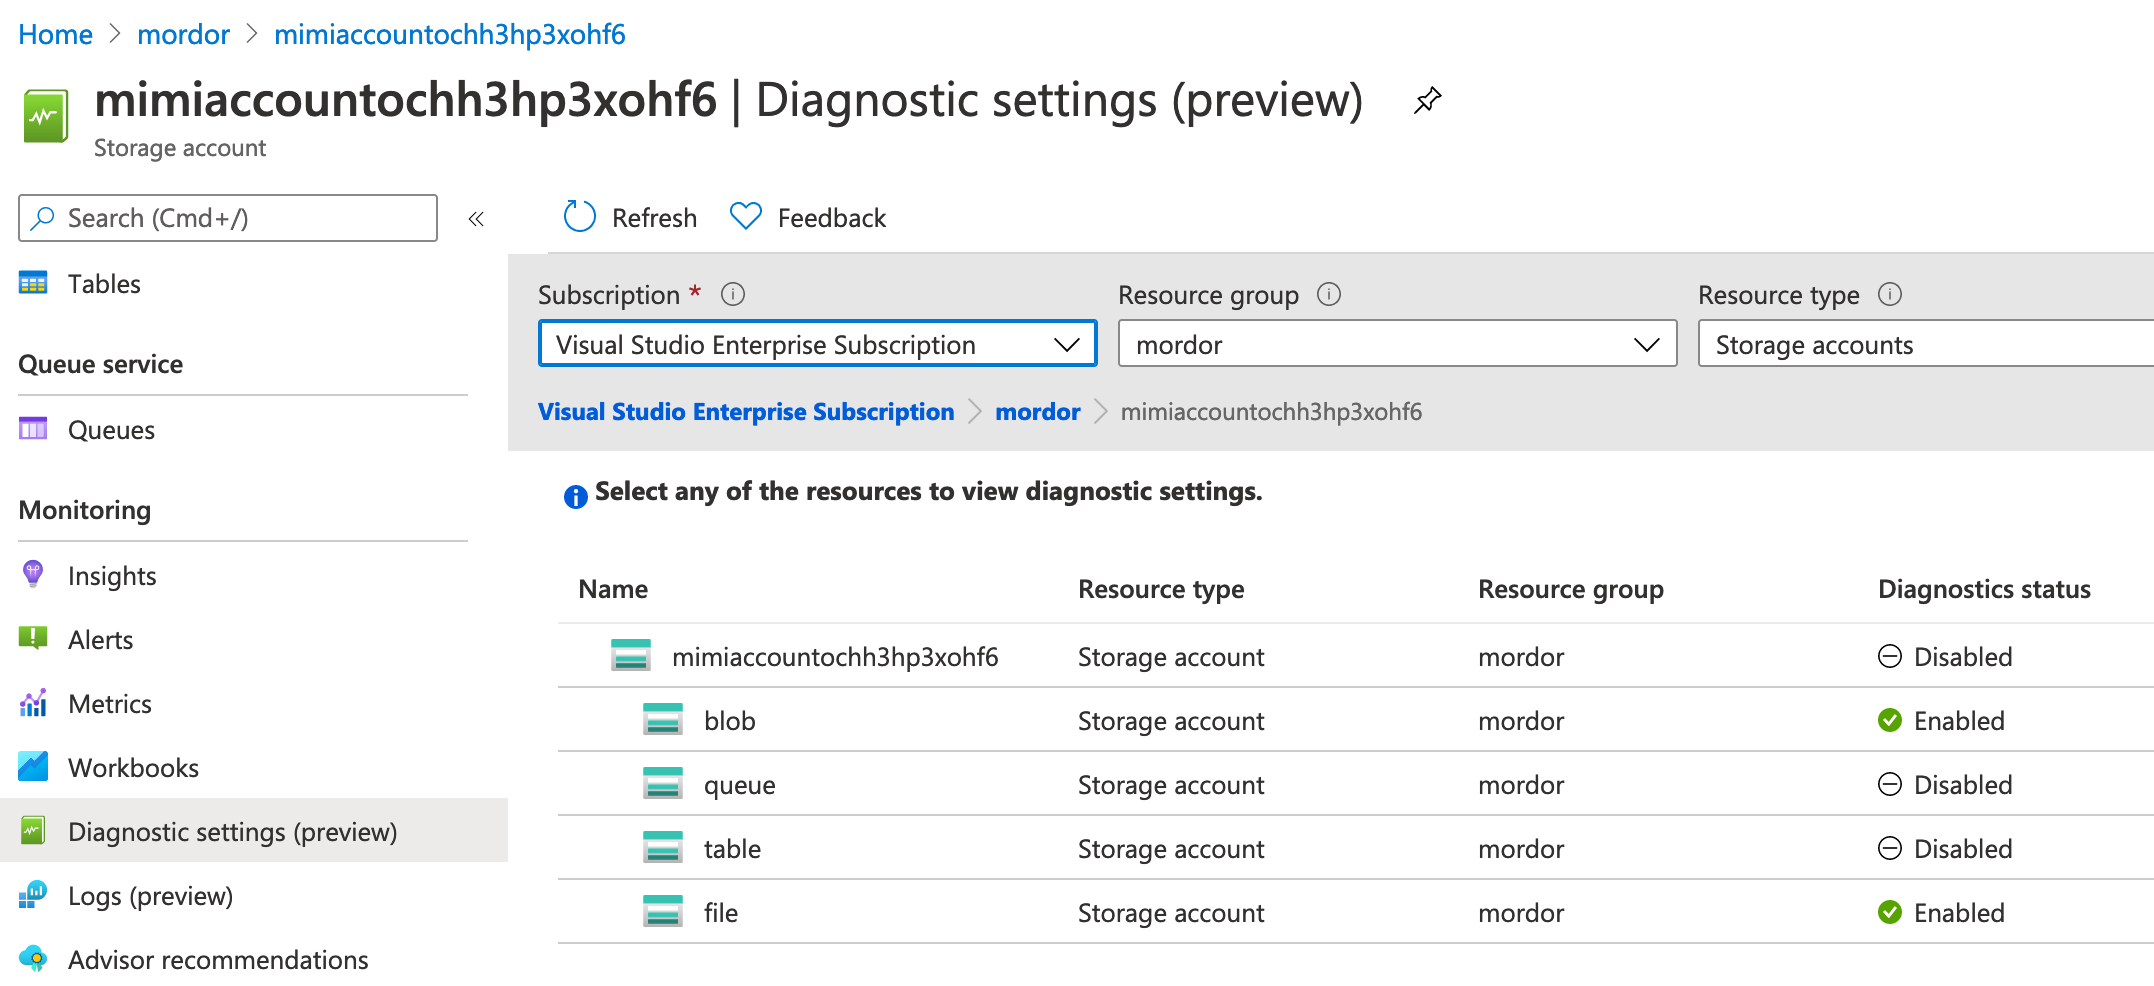 Home > mordor > mimiaccountochh3hp3xohf6
mimiaccountochh3hp3xohf6 | Diagnostic settings (preview)
Storage account
Search (Cmd+/)
«
Tables
Queue service
Queues
Monitoring
Insights
Alerts
Metrics
Workbooks
Diagnostic settings (preview)
Logs (preview)
Advisor recommendations
Refresh Feedback
Subscription * Resource group Resource type
Visual Studio Enterprise Subscription mordor Storage accounts
Visual Studio Enterprise Subscription > mordor > mimiaccountochh3hp3xohf6
Select any of the resources to view diagnostic settings.
Name Resource type Resource group Diagnostics status
mimiaccountochh3hp3xohf6 Storage account mordor Disabled
blob Storage account mordor Enabled
queue Storage account mordor Disabled
table Storage account mordor Disabled
file Storage account mordor Enabled